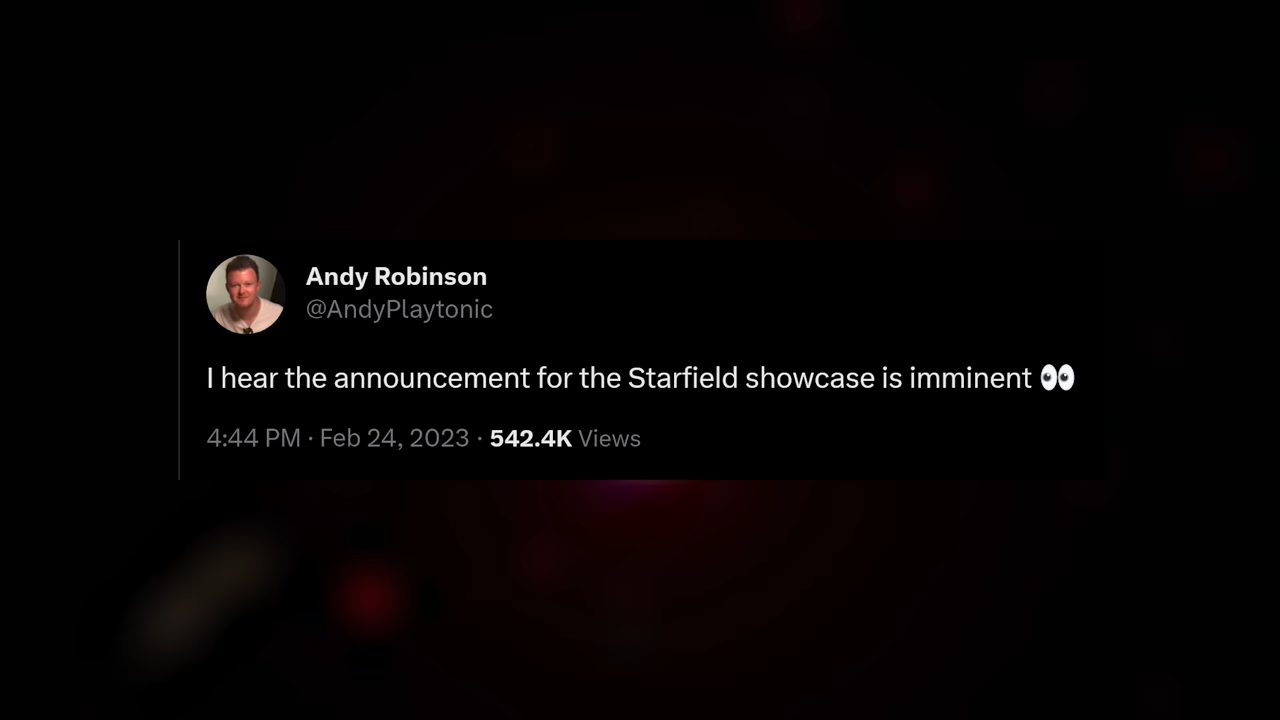 Andy Robinson
@AndyPlaytonic
I hear the announcement for the Starfield showcase is imminent 👀
4:44 PM · Feb 24, 2023 · 542.4K Views